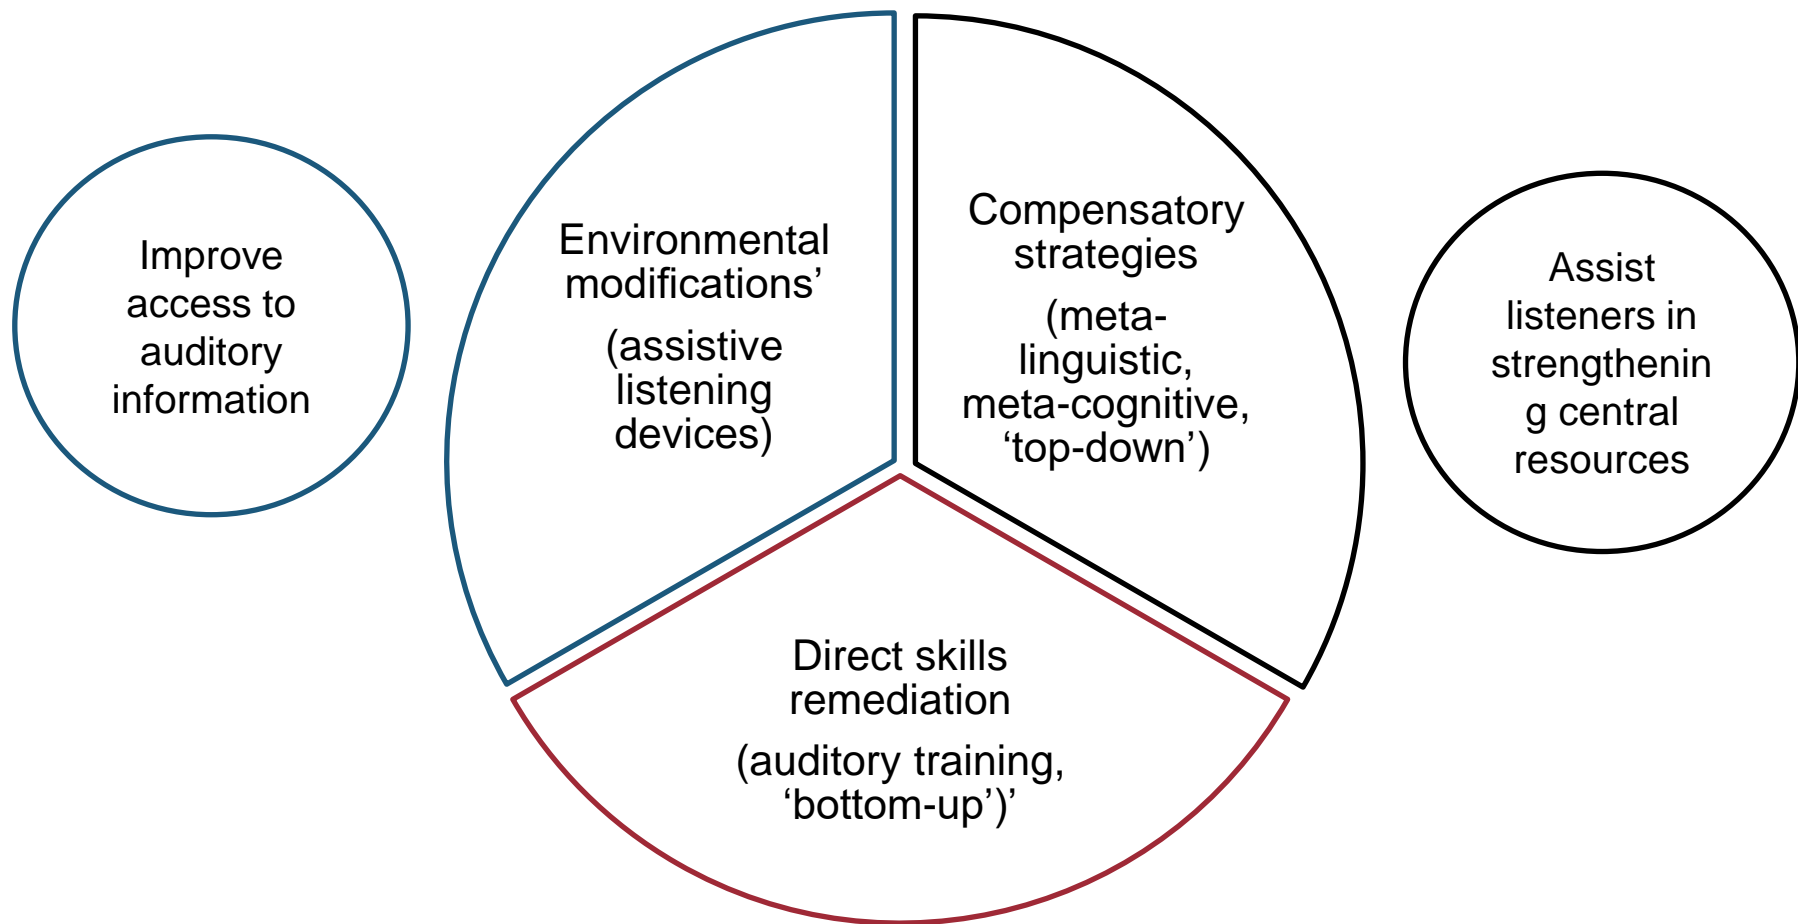 Improve
access to
auditory
information
Environmental
modifications’
(assistive
listening
devices)
Compensatory
strategies
(meta-
linguistic,
meta-cognitive,
‘top-down’)
Assist
listeners in
strengthenin
g central
resources
Direct skills
remediation
(auditory training,
‘bottom-up’)’